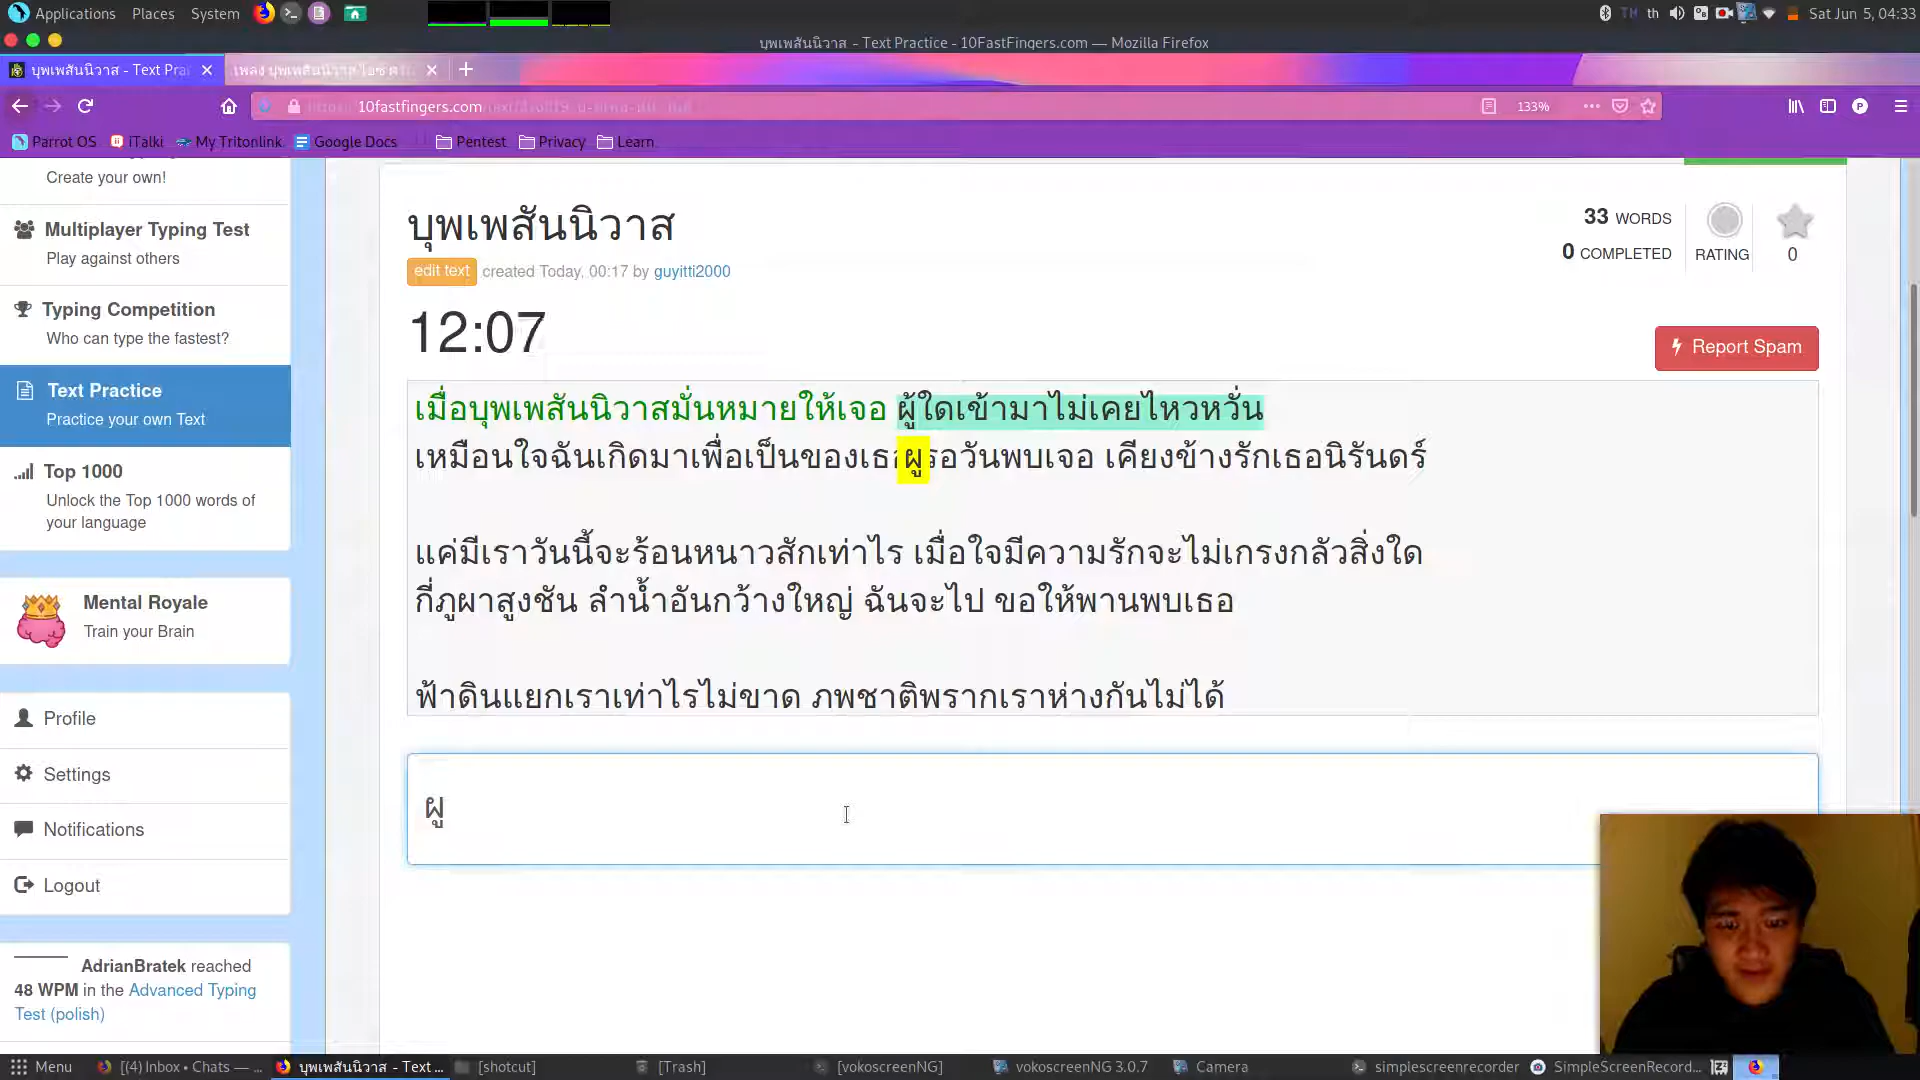 Applications Places System
th
Sat Jun 5, 04:33
บุพเพสันนิวาส - Text Practice - 10FastFingers.com — Mozilla Firefox
บุพเพสันนิวาส - Text Pra
เพลง บุพเพสันนิวาส ไอซ์
10fastfingers.com
133%
Parrot OS iTalki My Tritonlink Google Docs Pentest Privacy Learn
Create your own!
Multiplayer Typing Test
Play against others
Typing Competition
Who can type the fastest?
Text Practice
Practice your own Text
Top 1000
Unlock the Top 1000 words of
your language
Mental Royale
Train your Brain
Profile
Settings
Notifications
Logout
AdrianBratek reached
48 WPM in the Advanced Typing
Test (polish)
บุพเพสันนิวาส
edit text created Today, 00:17 by guyitti2000
33 WORDS
0 COMPLETED
RATING
0
12:07
Report Spam
เมื่อบุพเพสันนิวาสมั่นหมายให้เจอ ผู้ใดเข้ามาไม่เคยไหวหวั่น
เหมือนใจฉันเกิดมาเพื่อเป็นของเธอ รอวันพบเจอ เคียงข้างรักเธอนิรันดร์
ผู
แค่มีเราวันนี้จะร้อนหนาวสักเท่าไร เมื่อใจมีความรักจะไม่เกรงกลัวสิ่งใด
กี่ภูผาสูงชัน ลำน้ำอันกว้างใหญ่ ฉันจะไป ขอให้พานพบเธอ
ฟ้าดินแยกเราเท่าไรไม่ขาด ภพชาติพรากเราห่างกันไม่ได้
ผู
Menu
[(4) Inbox • Chats — ...
บุพเพสันนิวาส - Text ...
[shotcut]
[Trash]
[vokoscreenNG]
vokoscreenNG 3.0.7
Camera
simplescreenrecorder
SimpleScreenRecord...